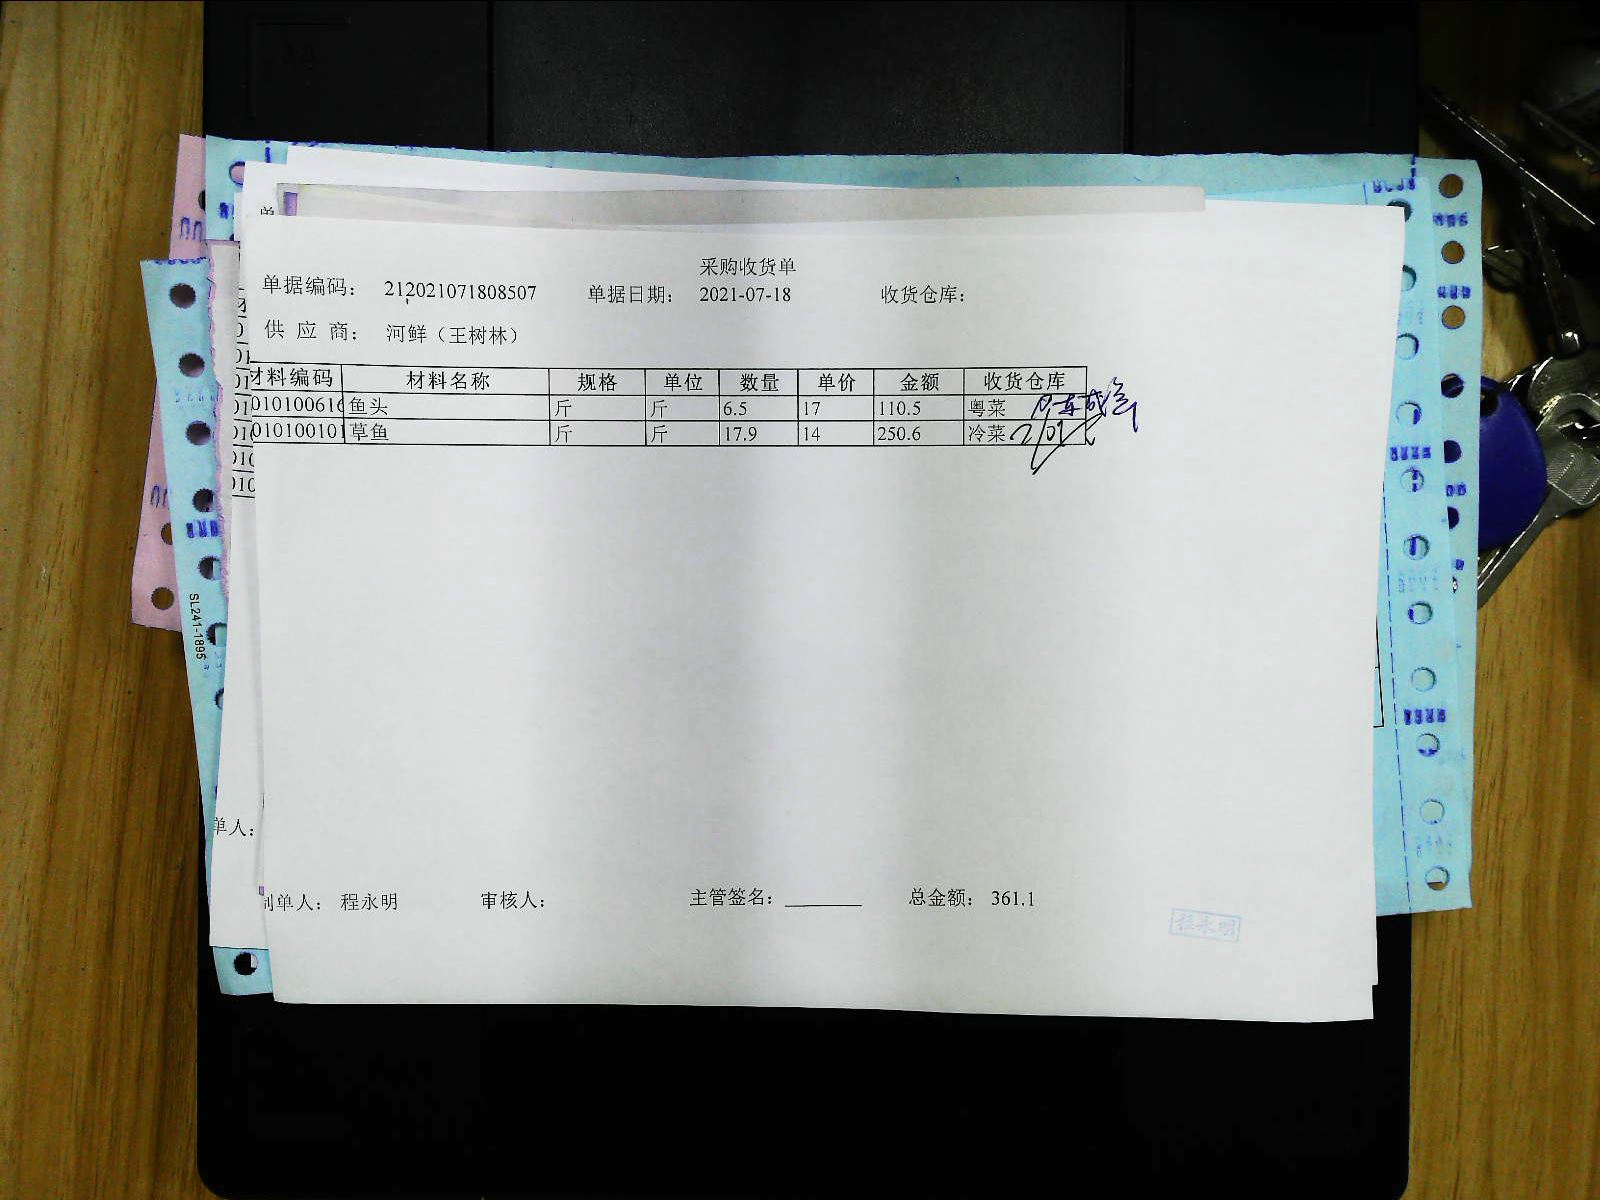 采购收货单
单据编码： 212021071808507 单据日期： 2021-07-18 收货仓库：
供 应 商： 河鲜（王树林）
材料编码 材料名称 规格 单位 数量 单价 金额 收货仓库
010100616 鱼头 斤 斤 6.5 17 110.5 粤菜
010100101 草鱼 斤 斤 17.9 14 250.6 冷菜
单人：
制单人： 程永明 审核人： 主管签名： 总金额： 361.1
程永明
SL241-1895